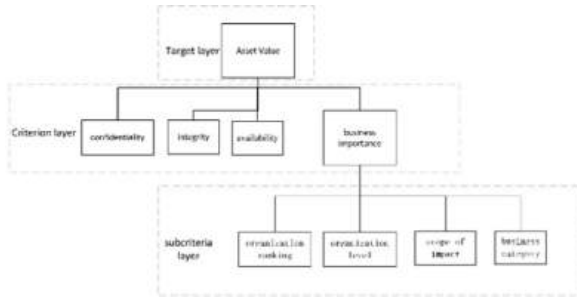 Target layer
Asset Value
Criterion layer
confidentiality
integrity
availability
business
importance
subcriteria
layer
organization
ranking
organization
level
scope of
impact
business
category